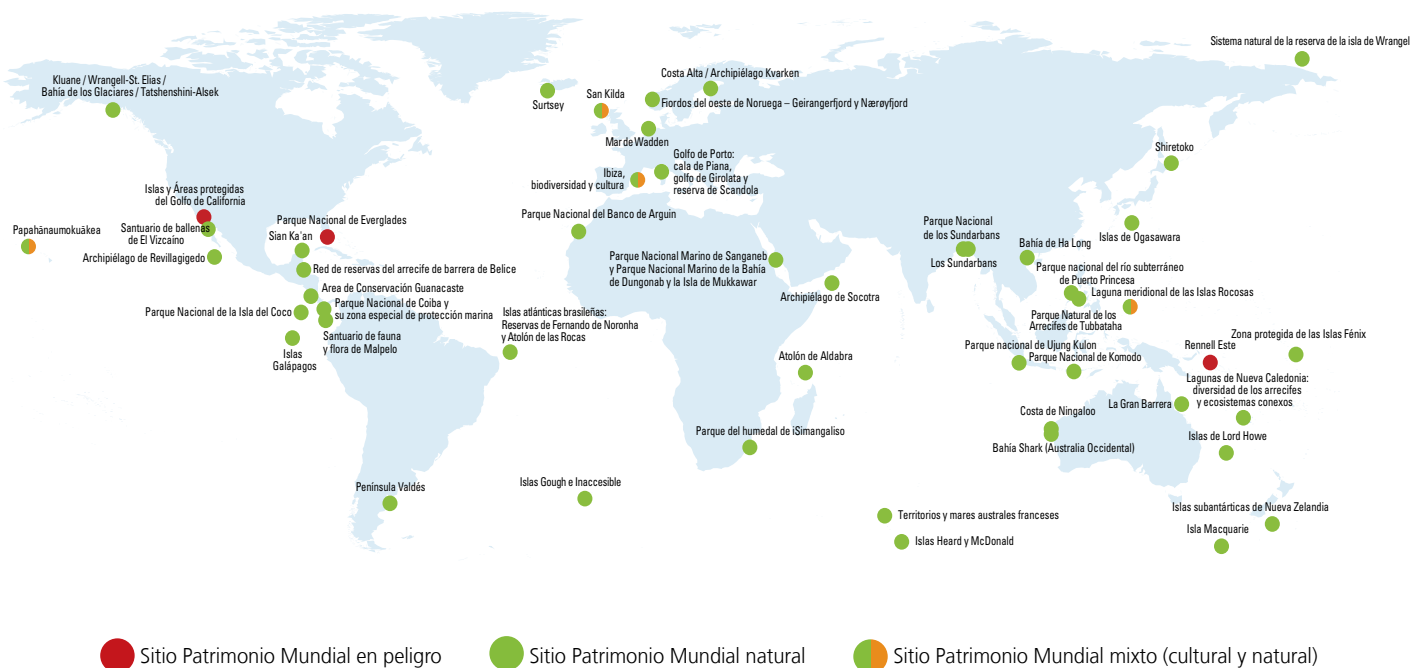 Sistema natural de la reserva de la isla de Wrangel
Kluane / Wrangell-St. Elias /
Bahía de los Glaciares / Tatshenshini-Alsek
Costa Alta / Archipiélago Kvarken
Surtsey
San Kilda
Fiordos del oeste de Noruega – Geirangerfjord y Nærøyfjord
Mar de Wadden
Shiretoko
Golfo de Porto:
cala de Piana,
golfo de Girolata y
reserva de Scandola
Ibiza,
biodiversidad y cultura
Islas y Áreas protegidas
del Golfo de California
Parque Nacional de Everglades
Papahānaumokuākea
Santuario de ballenas
de El Vizcaíno
Sian Ka'an
Archipiélago de Revillagigedo
Red de reservas del arrecife de barrera de Belice
Parque Nacional del Banco de Arguin
Parque Nacional Marino de Sanganeb
y Parque Nacional Marino de la Bahía
de Dungonab y la Isla de Mukkawar
Archipiélago de Socotra
Parque Nacional
de los Sundarbans
Los Sundarbans
Bahía de Ha Long
Islas de Ogasawara
Parque nacional del río subterráneo
de Puerto Princesa
Laguna meridional de las Islas Rocosas
Parque Natural de los
Arrecifes de Tubbataha
Area de Conservación Guanacaste
Parque Nacional de la Isla del Coco
Parque Nacional de Coiba y
su zona especial de protección marina
Santuario de fauna
y flora de Malpelo
Islas
Galápagos
Islas atlánticas brasileñas:
Reservas de Fernando de Noronha
y Atolón de las Rocas
Atolón de Aldabra
Parque nacional de Ujung Kulon
Parque Nacional de Komodo
Rennell Este
Zona protegida de las Islas Fénix
Lagunas de Nueva Caledonia:
diversidad de los arrecifes
y ecosistemas conexos
La Gran Barrera
Costa de Ningaloo
Bahía Shark (Australia Occidental)
Islas de Lord Howe
Parque del humedal de iSimangaliso
Península Valdés
Islas Gough e Inaccesible
Territorios y mares australes franceses
Islas Heard y McDonald
Islas subantárticas de Nueva Zelandia
Isla Macquarie
Sitio Patrimonio Mundial en peligro
Sitio Patrimonio Mundial natural
Sitio Patrimonio Mundial mixto (cultural y natural)